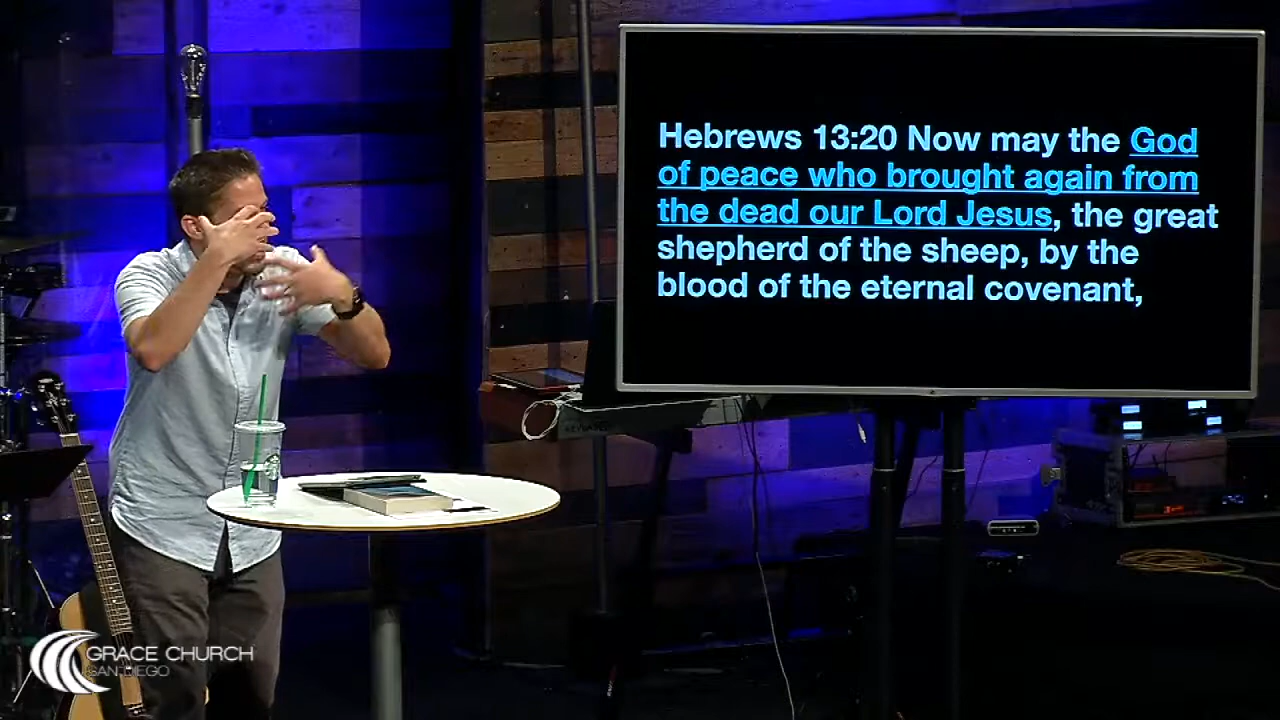 Hebrews 13:20 Now may the God
of peace who brought again from
the dead our Lord Jesus, the great
shepherd of the sheep, by the
blood of the eternal covenant,
GRACE CHURCH
SAN DIEGO